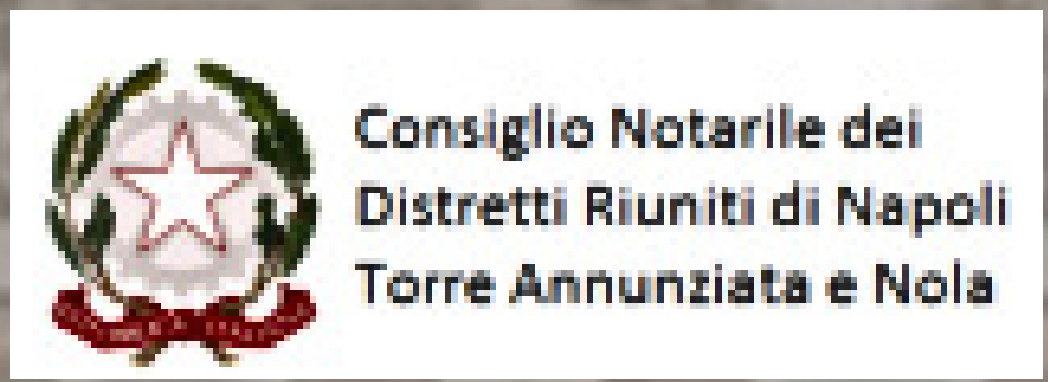 Consiglio Notarile dei
Distretti Riuniti di Napoli
Torre Annunziata e Nola